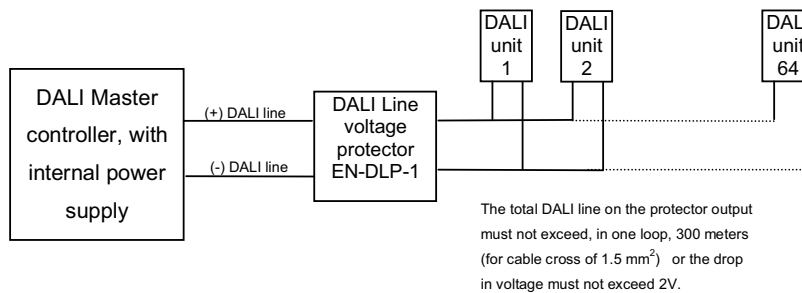 DALI Master
controller, with
internal power
supply
(+) DALI line
(-) DALI line
DALI Line
voltage
protector
EN-DLP-1
DALI
unit
1
DALI
unit
2
DAL
unit
64
The total DALI line on the protector output
must not exceed, in one loop, 300 meters
(for cable cross of 1.5 mm²) or the drop
in voltage must not exceed 2V.